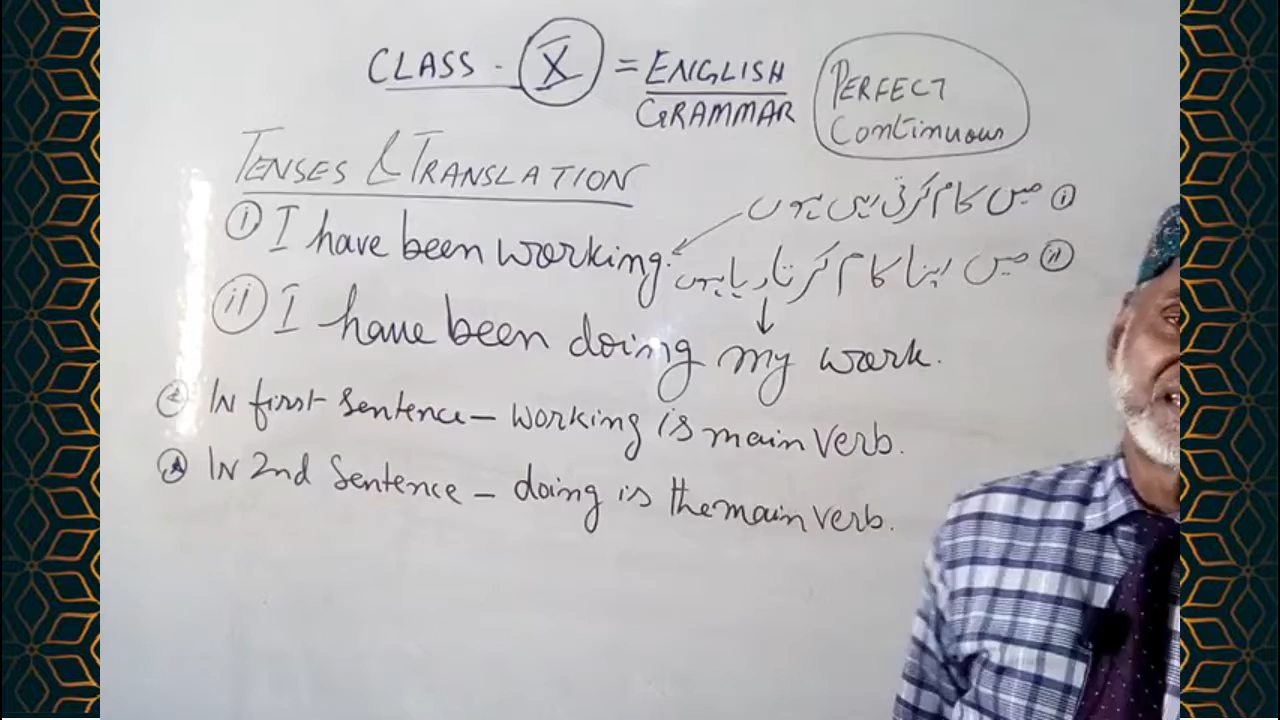 CLASS - X = ENGLISH GRAMMAR
PERFECT
Continuous
TENSES & TRANSLATION
میں کام کرتی رہی ہوں (i)
(i) I have been working.
میں اپنا کام کرتا رہا ہوں (ii)
(ii) I have been doing my work.
In first sentence – working is main verb.
In 2nd Sentence – doing is the main verb.